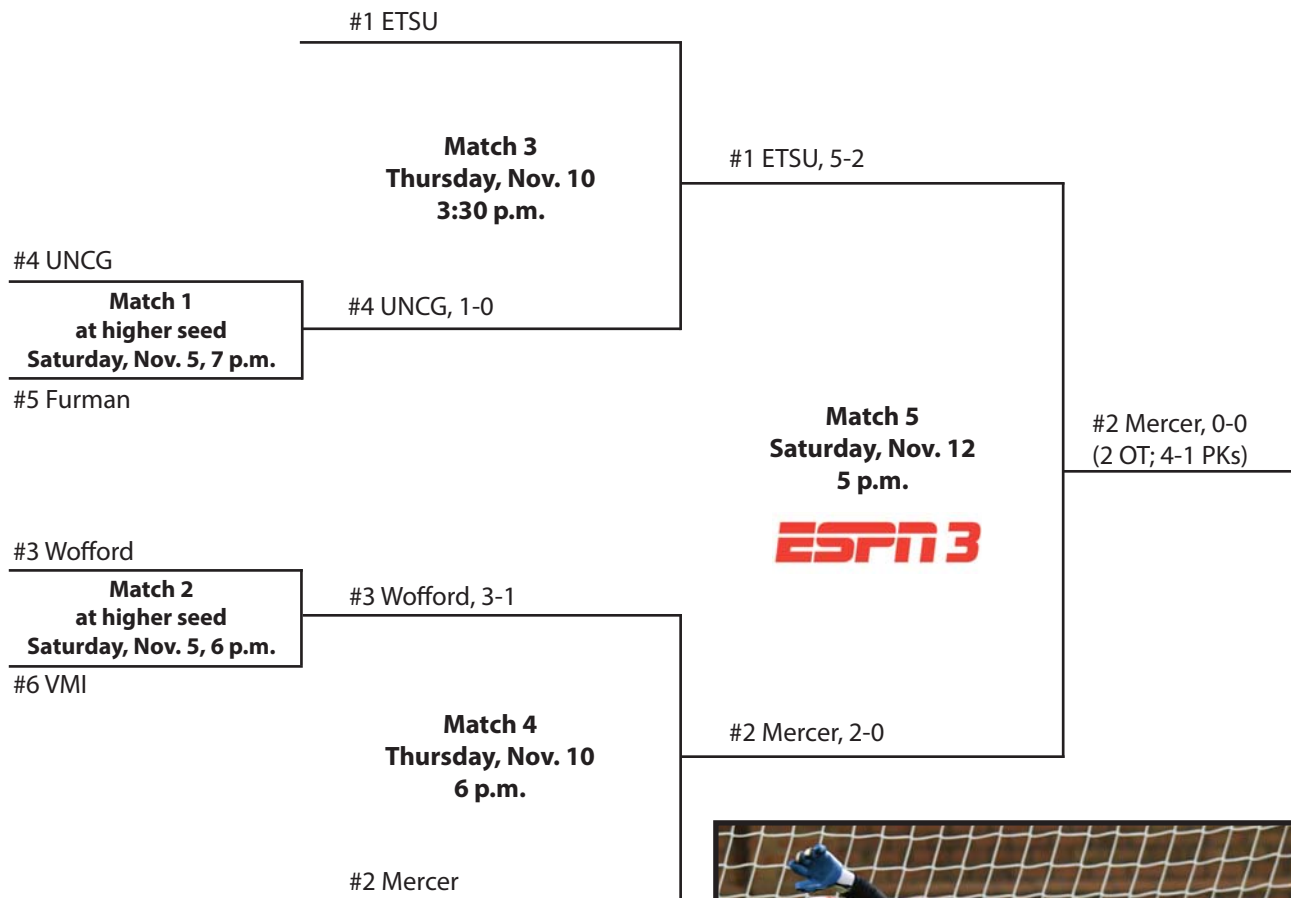 #1 ETSU
Match 3
Thursday, Nov. 10
3:30 p.m.
#1 ETSU, 5-2
#4 UNCG
Match 1
at higher seed
Saturday, Nov. 5, 7 p.m.
#4 UNCG, 1-0
#5 Furman
Match 5
Saturday, Nov. 12
5 p.m.
ESPN 3
#2 Mercer, 0-0
(2 OT; 4-1 PKs)
#3 Wofford
Match 2
at higher seed
Saturday, Nov. 5, 6 p.m.
#3 Wofford, 3-1
#6 VMI
Match 4
Thursday, Nov. 10
6 p.m.
#2 Mercer, 2-0
#2 Mercer